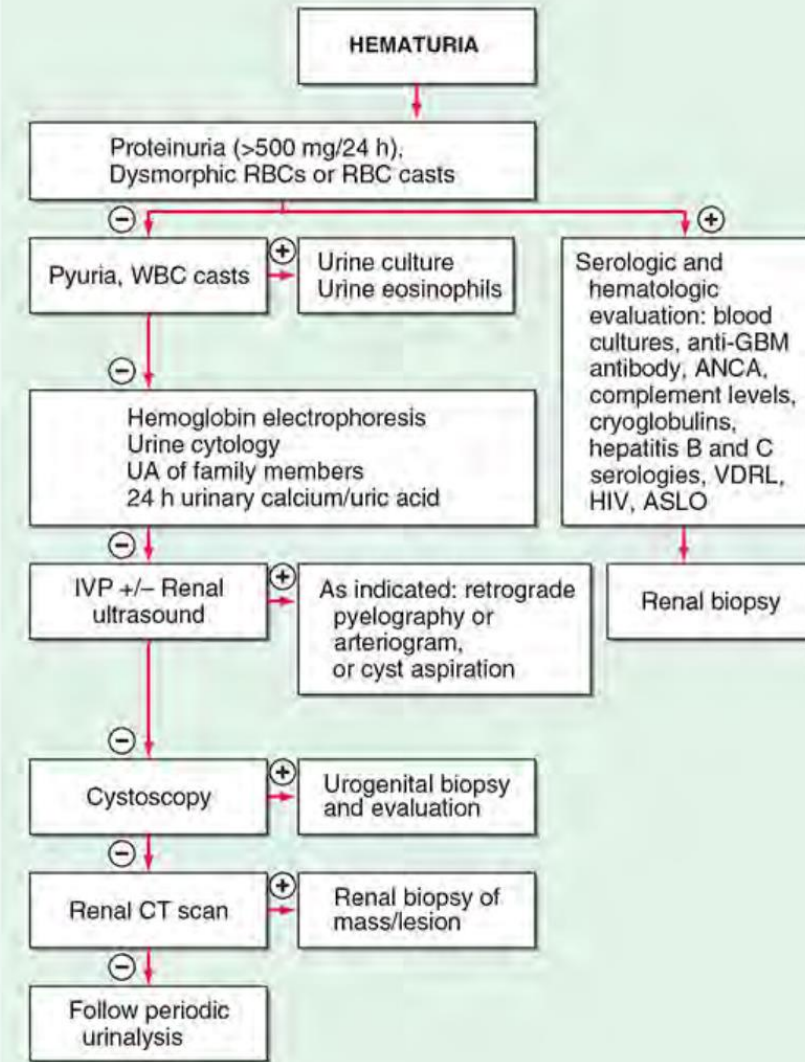 HEMATURIA
Proteinuria (>500 mg/24 h),
Dysmorphic RBCs or RBC casts
−
+
Pyuria, WBC casts
+
Urine culture
Urine eosinophils
Serologic and
hematologic
evaluation: blood
cultures, anti-GBM
antibody, ANCA,
complement levels,
cryoglobulins,
hepatitis B and C
serologies, VDRL,
HIV, ASLO
−
Hemoglobin electrophoresis
Urine cytology
UA of family members
24 h urinary calcium/uric acid
−
IVP +/− Renal
ultrasound
+
As indicated: retrograde
pyelography or
arteriogram,
or cyst aspiration
Renal biopsy
−
Cystoscopy
+
Urogenital biopsy
and evaluation
−
Renal CT scan
+
Renal biopsy of
mass/lesion
−
Follow periodic
urinalysis